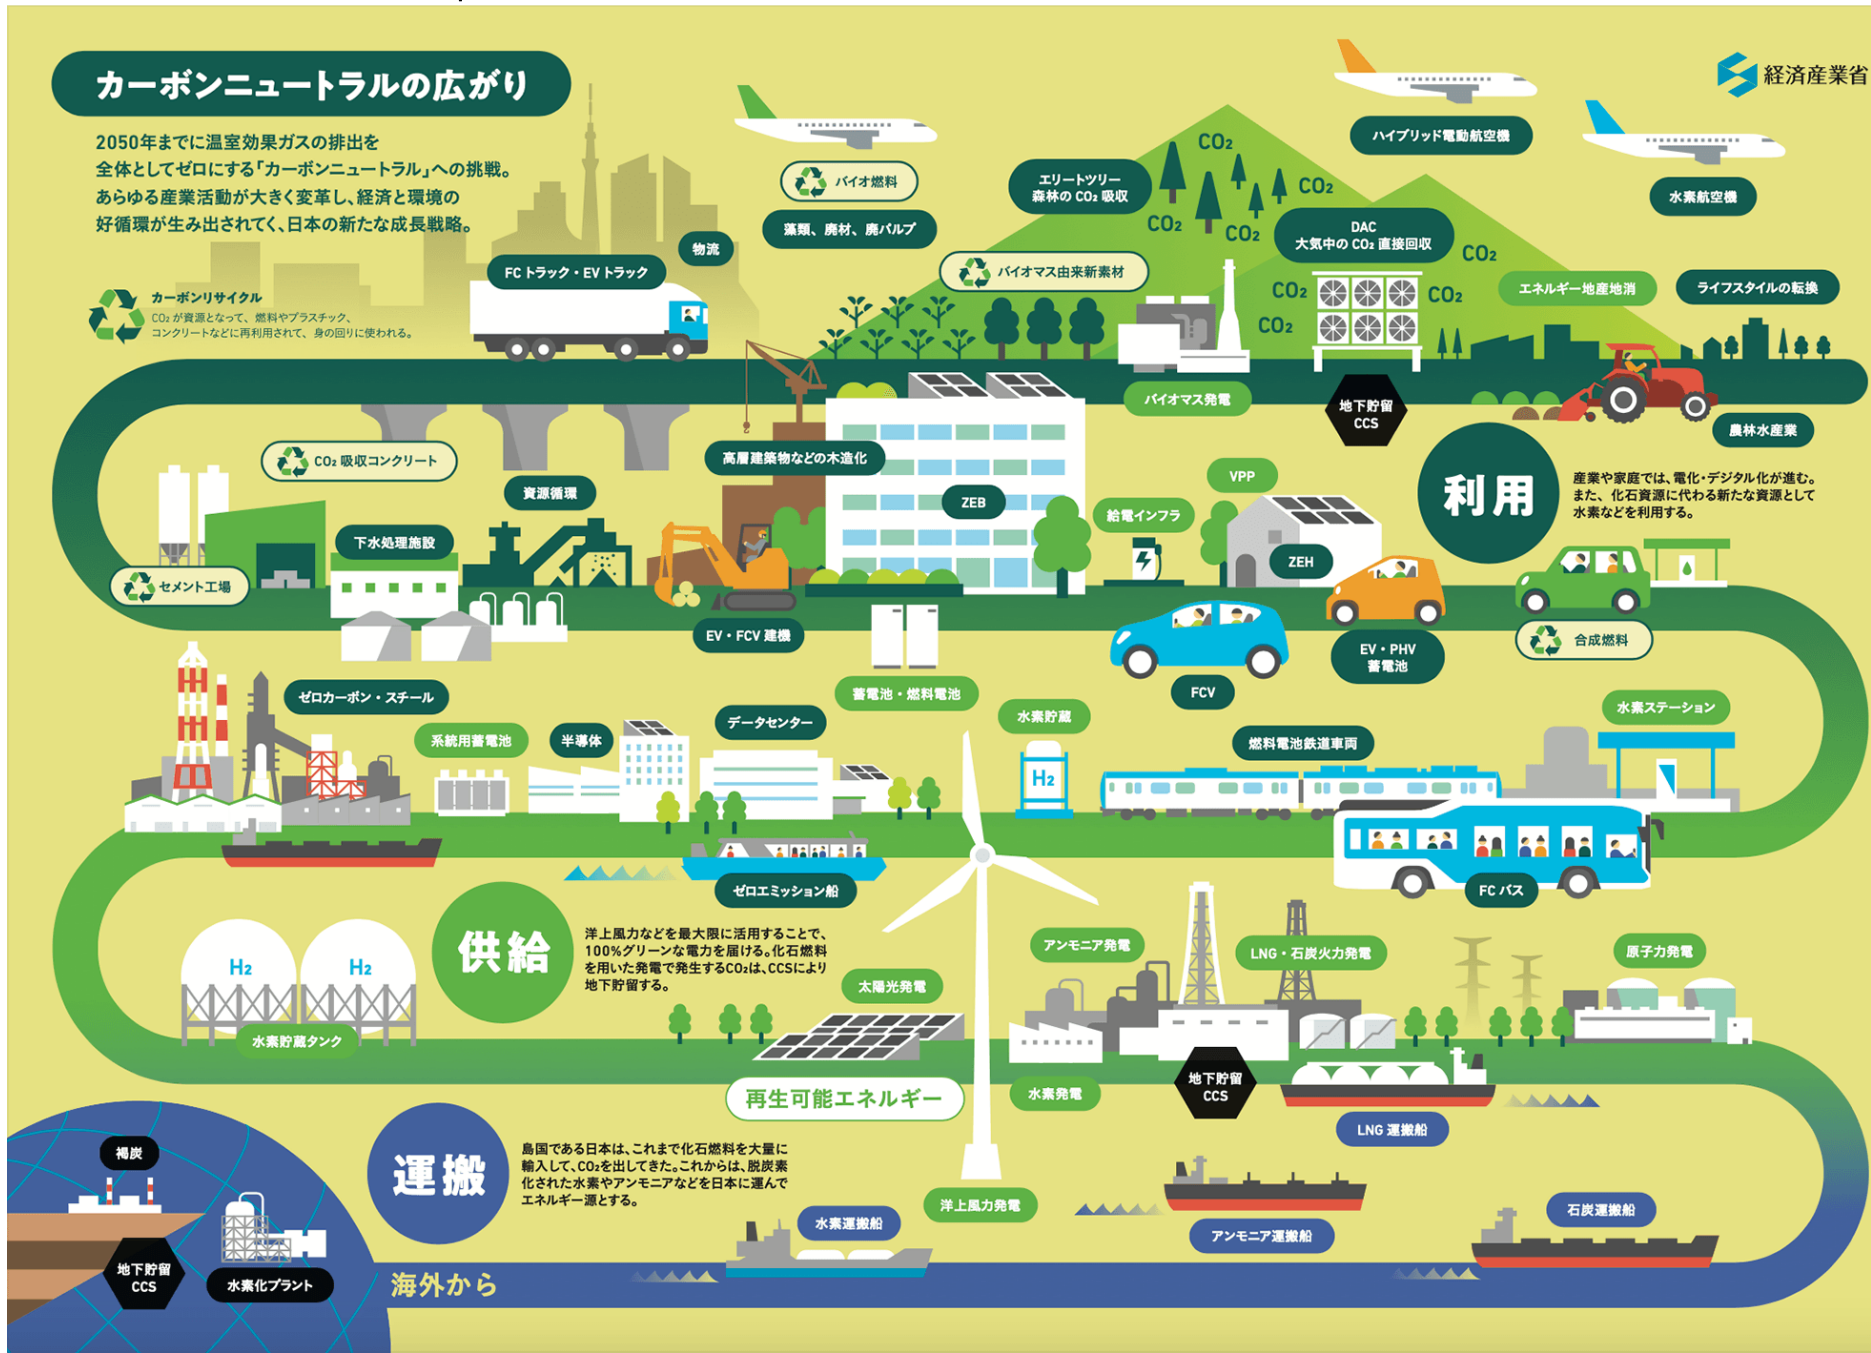 カーボンニュートラルの広がり
2050年までに温室効果ガスの排出を
全体としてゼロにする「カーボンニュートラル」への挑戦。
あらゆる産業活動が大きく変革し、経済と環境の
好循環が生み出されてく、日本の新たな成長戦略。
経済産業省
ハイブリッド電動航空機
水素航空機
バイオ燃料
藻類、廃材、廃パルプ
エリートツリー
森林のCO₂吸収
CO₂
CO₂
CO₂
CO₂
DAC
大気中のCO₂直接回収
CO₂
CO₂
CO₂
CO₂
物流
FCトラック・EVトラック
バイオマス由来新素材
エネルギー地産地消
ライフスタイルの転換
カーボンリサイクル
CO₂が資源となって、燃料やプラスチック、
コンクリートなどに再利用されて、身の回りに使われる。
バイオマス発電
地下貯留
CCS
農林水産業
利用
産業や家庭では、電化・デジタル化が進む。
また、化石資源に代わる新たな資源として
水素などを利用する。
CO₂吸収コンクリート
資源循環
高層建築物などの木造化
ZEB
VPP
給電インフラ
ZEH
下水処理施設
セメント工場
EV・FCV建機
EV・PHV
蓄電池
合成燃料
FCV
蓄電池・燃料電池
ゼロカーボン・スチール
系統用蓄電池
半導体
データセンター
水素貯蔵
H₂
燃料電池鉄道車両
水素ステーション
ゼロエミッション船
FCバス
供給
洋上風力などを最大限に活用することで、
100%グリーンな電力を届ける。化石燃料
を用いた発電で発生するCO₂は、CCSにより
地下貯留する。
H₂
H₂
水素貯蔵タンク
太陽光発電
アンモニア発電
LNG・石炭火力発電
原子力発電
再生可能エネルギー
水素発電
地下貯留
CCS
LNG運搬船
運搬
島国である日本は、これまで化石燃料を大量に
輸入して、CO₂を出してきた。これからは、脱炭素
化された水素やアンモニアなどを日本に運んで
エネルギー源とする。
洋上風力発電
水素運搬船
アンモニア運搬船
石炭運搬船
褐炭
地下貯留
CCS
水素化プラント
海外から